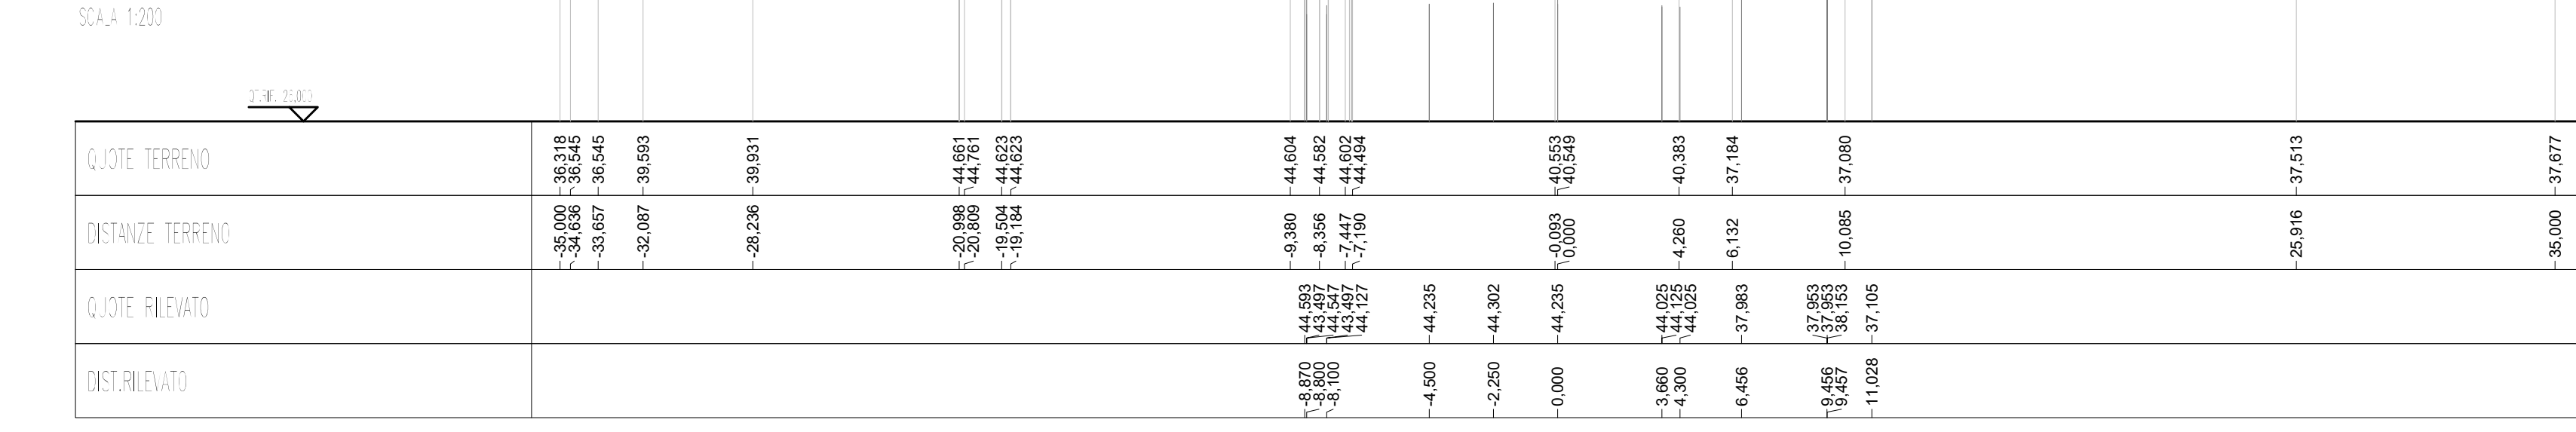 SCALA 1:200
QT.RIF. 25.000
QUOTE TERRENO 36,318 36,545 36,545 39,593 39,931 44,661 44,761 44,623 44,623 44,604 44,582 44,602 44,494 40,553 40,549 40,383 37,184 37,080 37,513 37,677
DISTANZE TERRENO -35,000 -34,636 -33,657 -32,087 -28,236 -20,998 -20,809 -19,504 -19,184 -9,380 -8,356 -7,447 -7,190 -0,093 0,000 4,260 6,132 10,085 25,916 35,000
QUOTE RILEVATO 44,593 43,497 44,547 43,497 44,127 44,235 44,302 44,235 44,025 44,125 44,025 37,983 37,953 37,953 38,153 37,105
DIST.RILEVATO -8,870 -8,800 -8,100 -4,500 -2,250 0,000 3,660 4,300 6,456 9,456 9,457 11,028